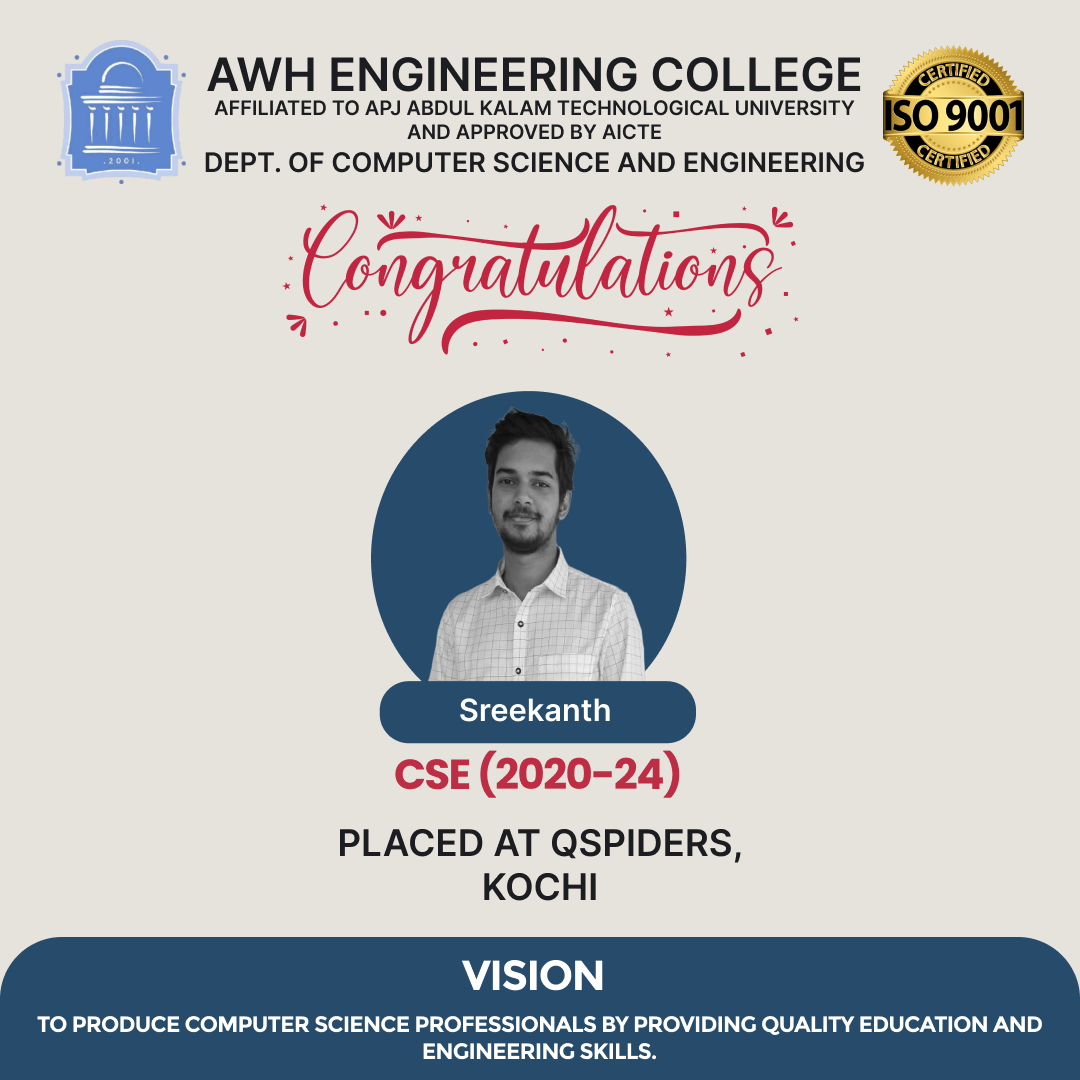 AWH ENGINEERING COLLEGE
AFFILIATED TO APJ ABDUL KALAM TECHNOLOGICAL UNIVERSITY
AND APPROVED BY AICTE
DEPT. OF COMPUTER SCIENCE AND ENGINEERING
.2001.
CERTIFIED
ISO 9001
CERTIFIED
Congratulations
Sreekanth
CSE (2020-24)
PLACED AT QSPIDERS,
KOCHI
VISION
TO PRODUCE COMPUTER SCIENCE PROFESSIONALS BY PROVIDING QUALITY EDUCATION AND
ENGINEERING SKILLS.